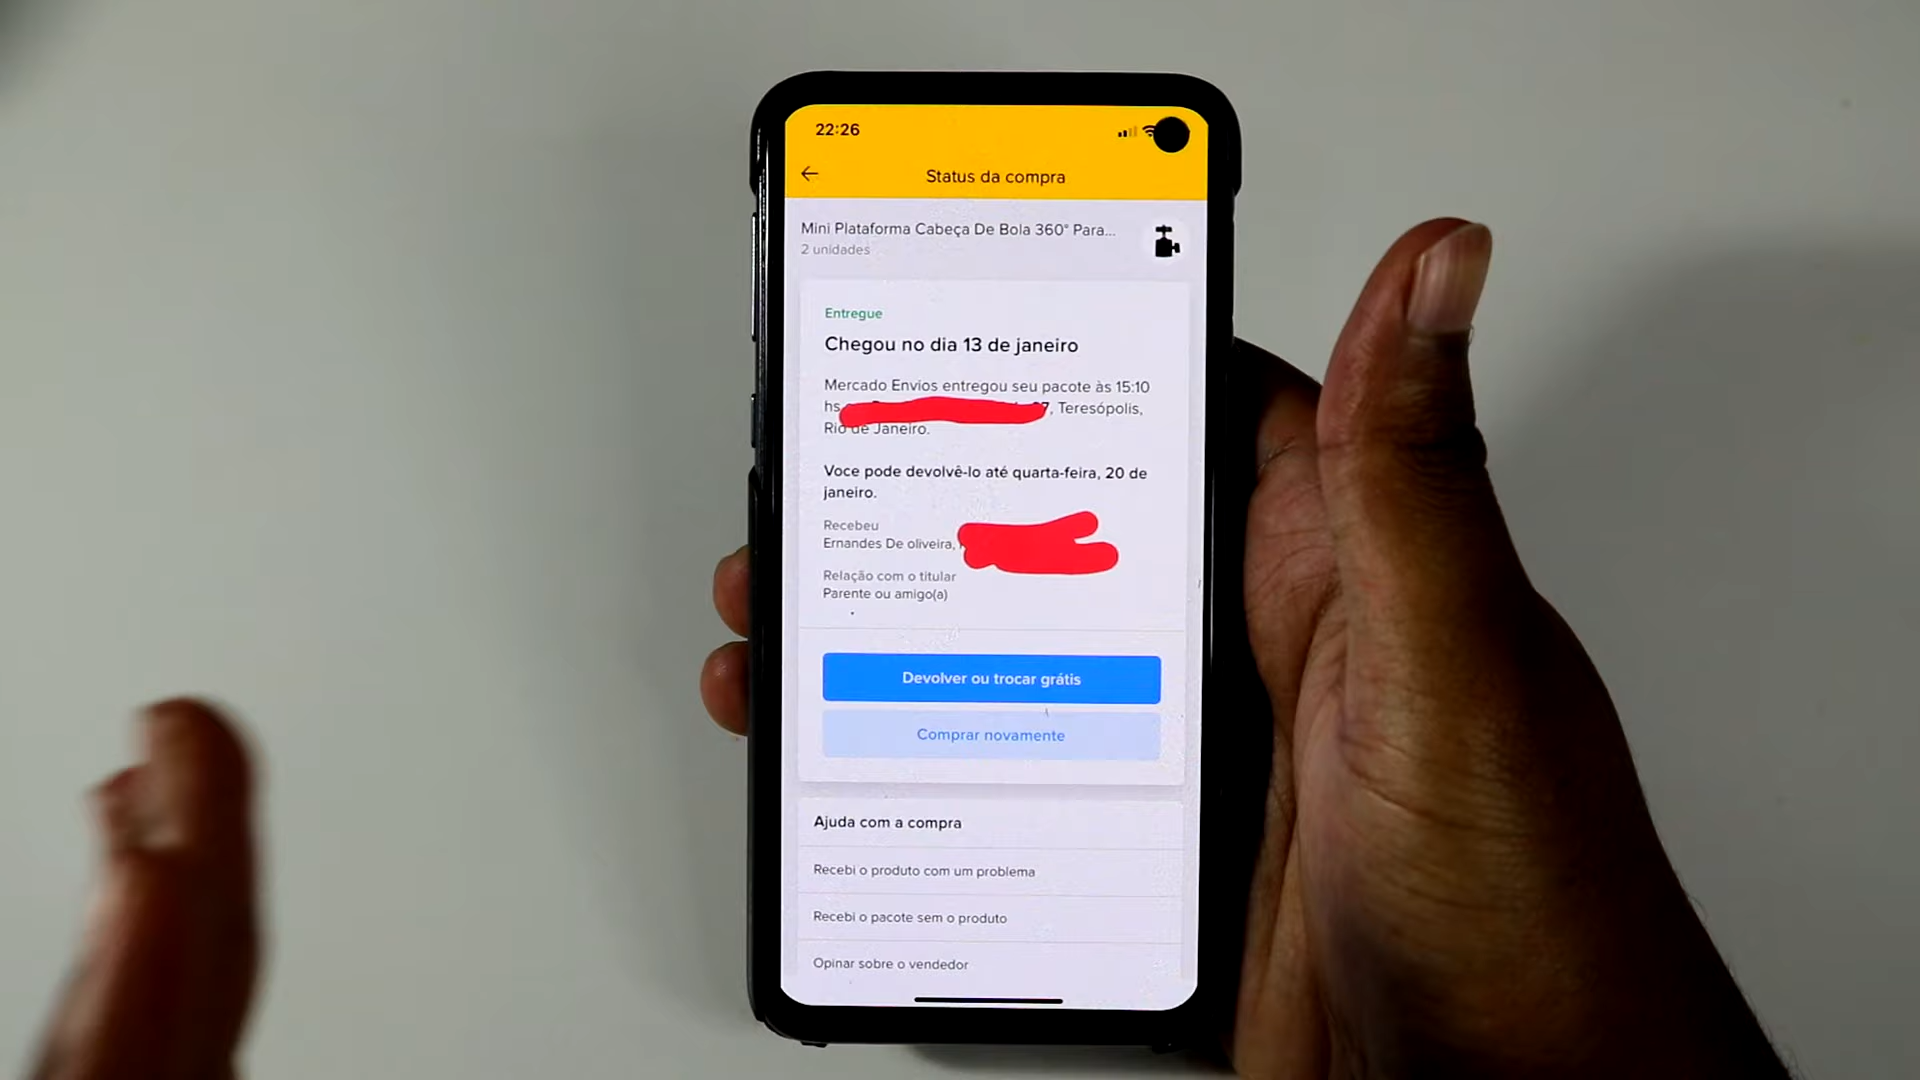 22:26
Status da compra
Mini Plataforma Cabeça De Bola 360° Para...
2 unidades
Entregue
Chegou no dia 13 de janeiro
Mercado Envios entregou seu pacote às 15:10
hs 7, Teresópolis,
Rio de Janeiro.
Voce pode devolvê-lo até quarta-feira, 20 de
janeiro.
Recebeu
Ernandes De oliveira,
Relação com o titular
Parente ou amigo(a)
Devolver ou trocar grátis
Comprar novamente
Ajuda com a compra
Recebi o produto com um problema
Recebi o pacote sem o produto
Opinar sobre o vendedor